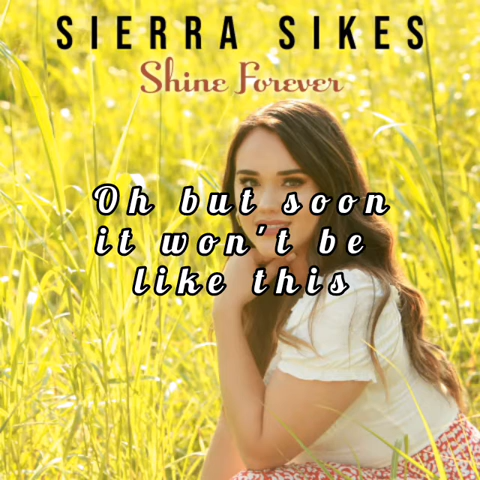 SIERRA SIKES
Shine Forever
Oh but soon
it won't be
like this